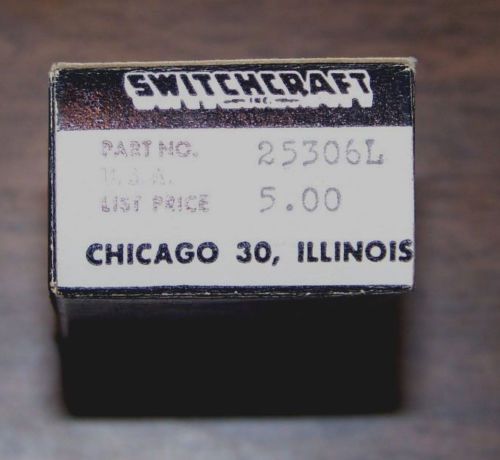 SWITCHCRAFT
INC.
PART NO. 25306L
U.S.A.
LIST PRICE 5.00
CHICAGO 30, ILLINOIS